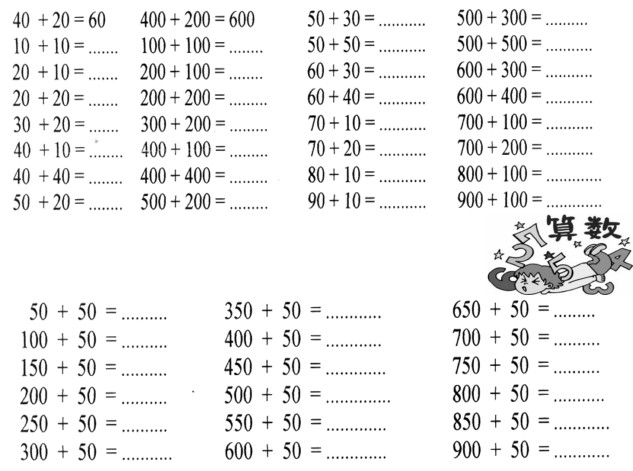 40 + 20 = 60 400 + 200 = 600 50 + 30 = ........... 500 + 300 = ..........
10 + 10 = ....... 100 + 100 = ........ 50 + 50 = ........... 500 + 500 = ...........
20 + 10 = ....... 200 + 100 = ........ 60 + 30 = ........... 600 + 300 = ...........
20 + 20 = ........ 200 + 200 = ......... 60 + 40 = ........... 600 + 400 = ...........
30 + 20 = ........ 300 + 200 = ......... 70 + 10 = ........... 700 + 100 = ...........
40 + 10 = ........ 400 + 100 = ......... 70 + 20 = ........... 700 + 200 = ...........
40 + 40 = ........ 400 + 400 = ......... 80 + 10 = ........... 800 + 100 = .............
50 + 20 = ........ 500 + 200 = ......... 90 + 10 = ........... 900 + 100 = .............
算数
50 + 50 = .......... 350 + 50 = ............ 650 + 50 = .........
100 + 50 = .......... 400 + 50 = ............ 700 + 50 = ..........
150 + 50 = .......... 450 + 50 = ............. 750 + 50 = ..........
200 + 50 = .......... 500 + 50 = .............. 800 + 50 = ...........
250 + 50 = .......... 550 + 50 = ............. 850 + 50 = ............
300 + 50 = ........... 600 + 50 = ............. 900 + 50 = ............